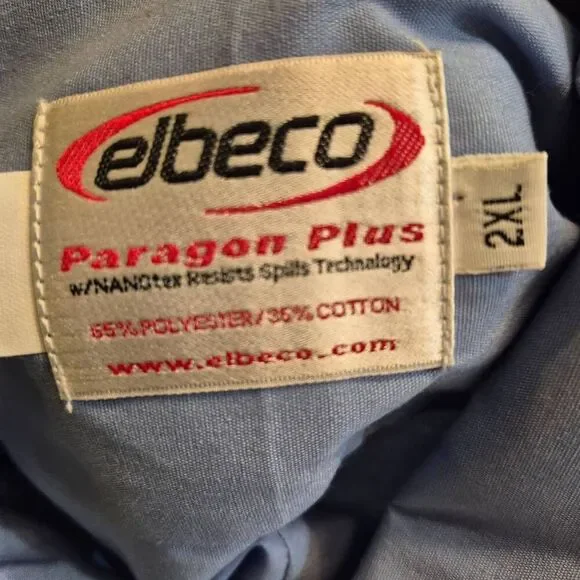 elbeco
Paragon Plus
w/NANOtex Resists Spills Technology
65% POLYESTER / 35% COTTON
www.elbeco.com
2XL